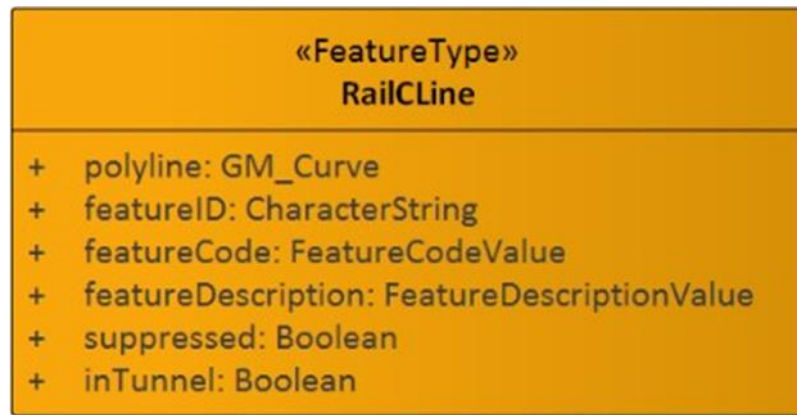 «FeatureType»
RailCLine
+ polyline: GM_Curve
+ featureID: CharacterString
+ featureCode: FeatureCodeValue
+ featureDescription: FeatureDescriptionValue
+ suppressed: Boolean
+ inTunnel: Boolean